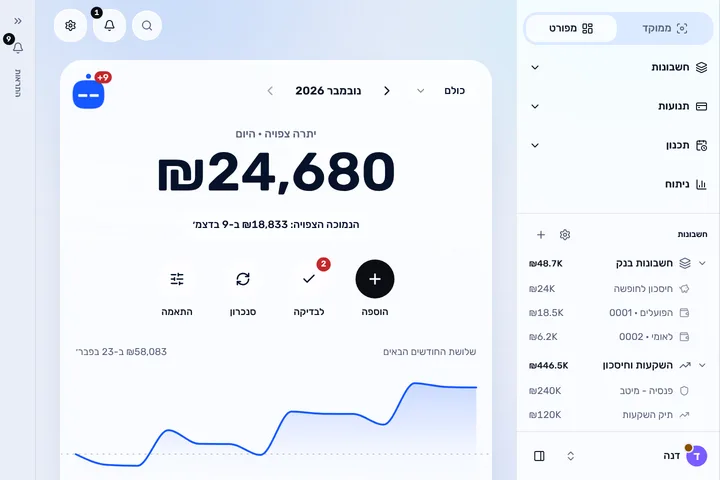 ממוקד
מפורט
חשבונות
תנועות
תכנון
ניתוח
חשבונות
חשבונות בנק
₪48.7K
חיסכון לחופשה
₪24K
הפועלים • 0001
₪18.5K
לאומי • 0002
₪6.2K
השקעות וחיסכון
₪446.5K
פנסיה - מיטב
₪240K
תיק השקעות
₪120K
ד
דנה
1
כולם
נובמבר 2026
+9
יתרה צפויה • היום
₪24,680
הנמוכה הצפויה: ₪18,833 ב-9 בדצמ׳
2
הוספה
לבדיקה
סנכרון
התאמה
שלושת החודשים הבאים
₪58,083 ב-23 בפבר׳
9
התראות